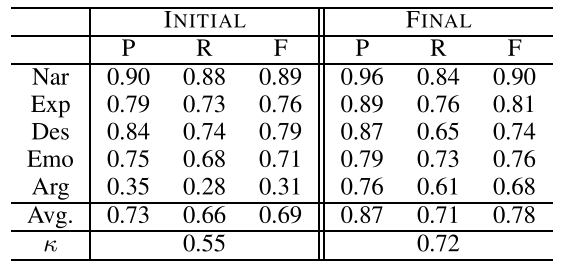 INITIAL FINAL
P R F P R F
Nar 0.90 0.88 0.89 0.96 0.84 0.90
Exp 0.79 0.73 0.76 0.89 0.76 0.81
Des 0.84 0.74 0.79 0.87 0.65 0.74
Emo 0.75 0.68 0.71 0.79 0.73 0.76
Arg 0.35 0.28 0.31 0.76 0.61 0.68
Avg. 0.73 0.66 0.69 0.87 0.71 0.78
κ 0.55 0.72